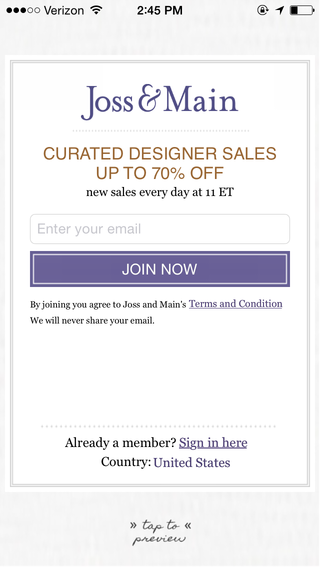 Verizon 2:45 PM
Joss & Main
CURATED DESIGNER SALES
UP TO 70% OFF
new sales every day at 11 ET
Enter your email
JOIN NOW
By joining you agree to Joss and Main's Terms and Condition
We will never share your email.
Already a member? Sign in here
Country: United States
» tap to «
preview